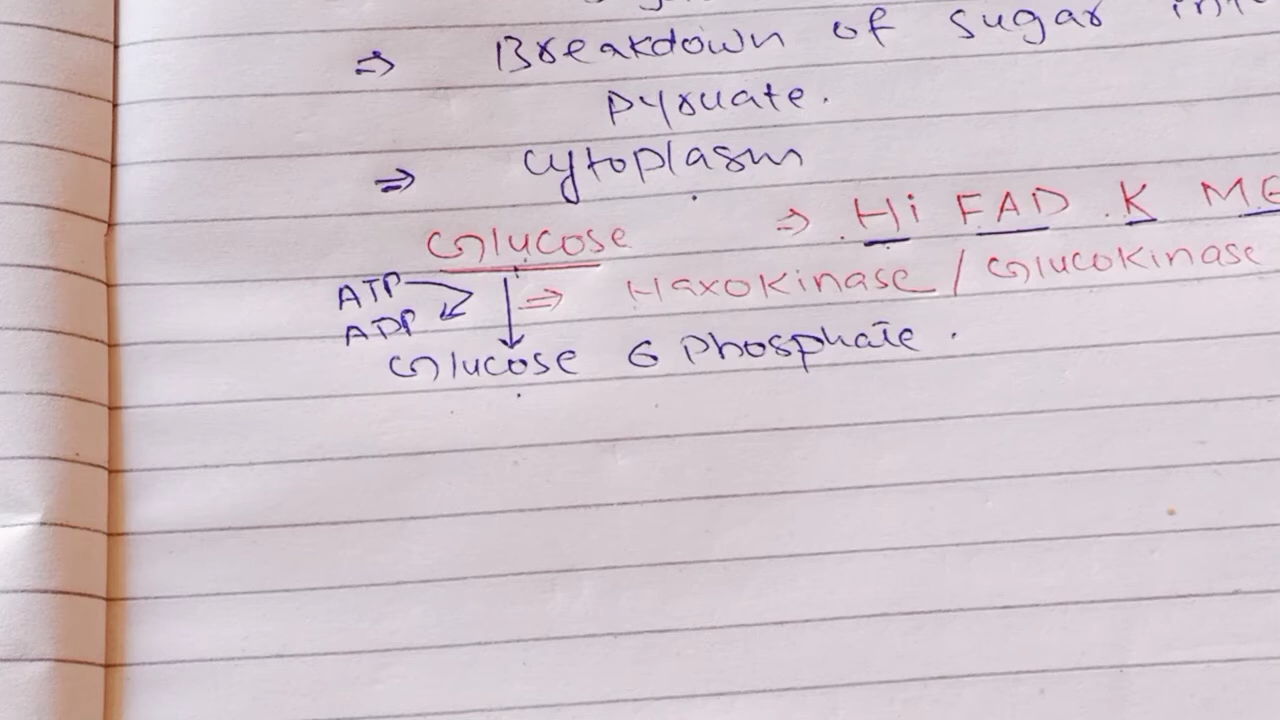 ⇒ Breakdown of sugar
pyruate.
⇒ cytoplasm
Glucose ⇒ Hi FAD . K
ATP ⇒ Haxokinase / Glucokinase
ADP
Glucose 6 Phosphate .